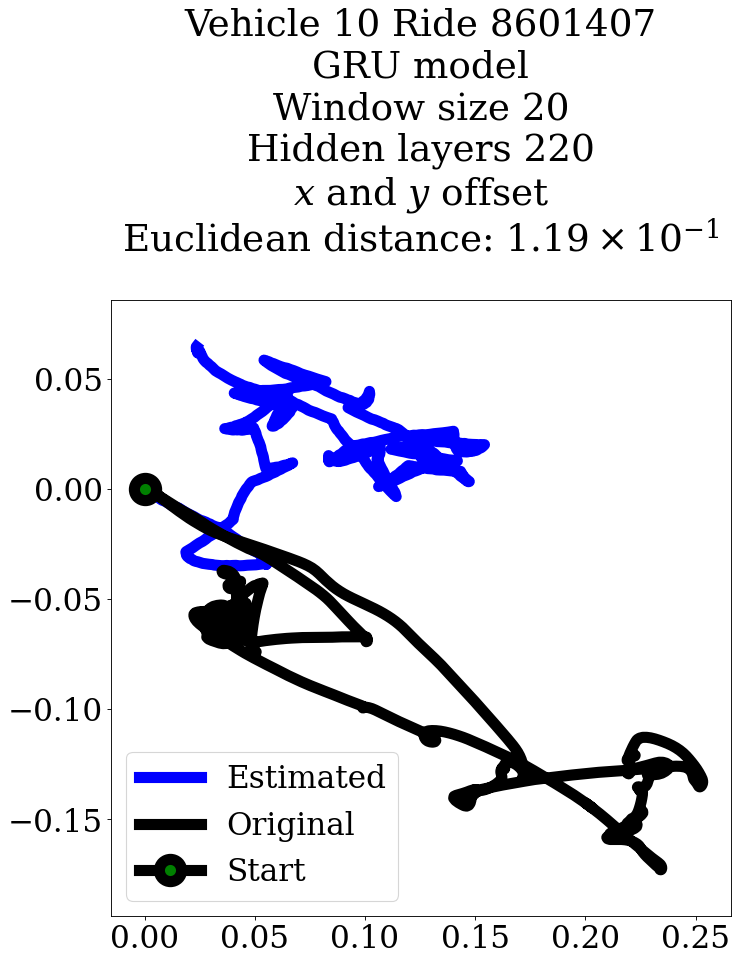 Vehicle 10 Ride 8601407
GRU model
Window size 20
Hidden layers 220
x and y offset
Euclidean distance: 1.19 × 10⁻¹
0.05
0.00
−0.05
−0.10
−0.15
Estimated
Original
Start
0.00 0.05 0.10 0.15 0.20 0.25